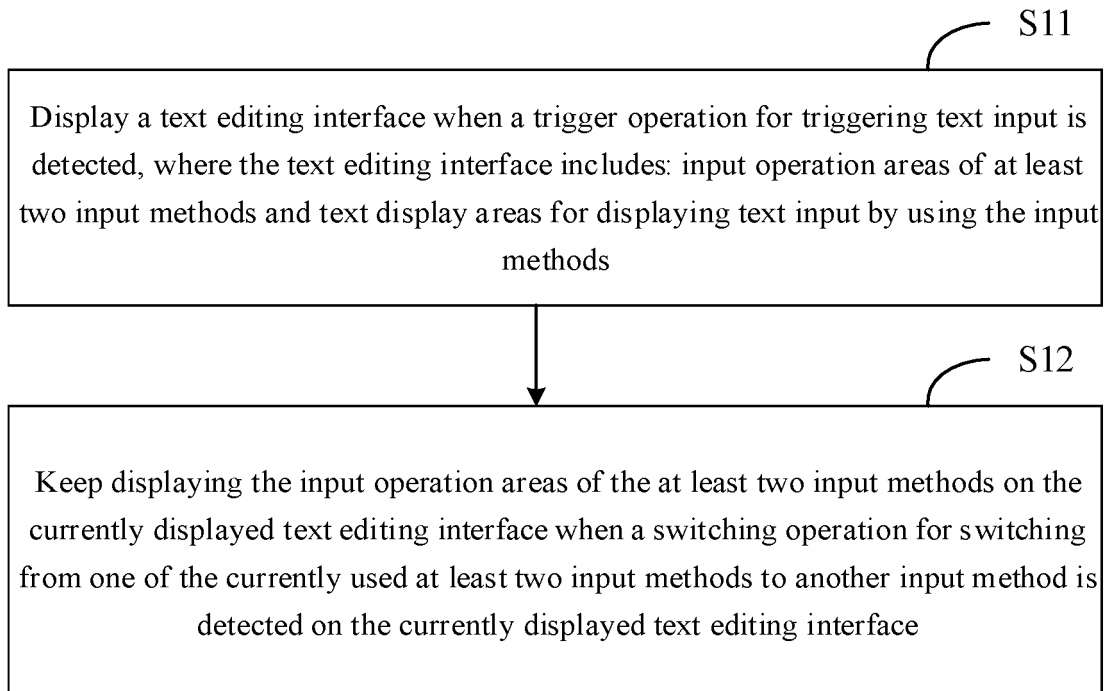 S11
Display a text editing interface when a trigger operation for triggering text input is
detected, where the text editing interface includes: input operation areas of at least
two input methods and text display areas for displaying text input by using the input
methods
S12
Keep displaying the input operation areas of the at least two input methods on the
currently displayed text editing interface when a switching operation for switching
from one of the currently used at least two input methods to another input method is
detected on the currently displayed text editing interface